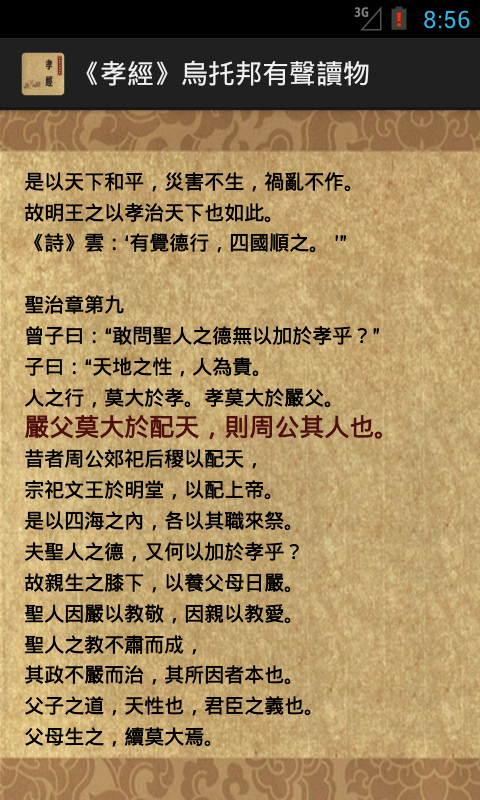 3G
8:56
孝經
《孝經》烏托邦有聲讀物
是以天下和平，災害不生，禍亂不作。
故明王之以孝治天下也如此。
《詩》雲：‘有覺德行，四國順之。 ’”
聖治章第九
曾子曰：“敢問聖人之德無以加於孝乎？”
子曰：“天地之性，人為貴。
人之行，莫大於孝。孝莫大於嚴父。
嚴父莫大於配天，則周公其人也。
昔者周公郊祀后稷以配天，
宗祀文王於明堂，以配上帝。
是以四海之內，各以其職來祭。
夫聖人之德，又何以加於孝乎？
故親生之膝下，以養父母日嚴。
聖人因嚴以教敬，因親以教愛。
聖人之教不肅而成，
其政不嚴而治，其所因者本也。
父子之道，天性也，君臣之義也。
父母生之，續莫大焉。